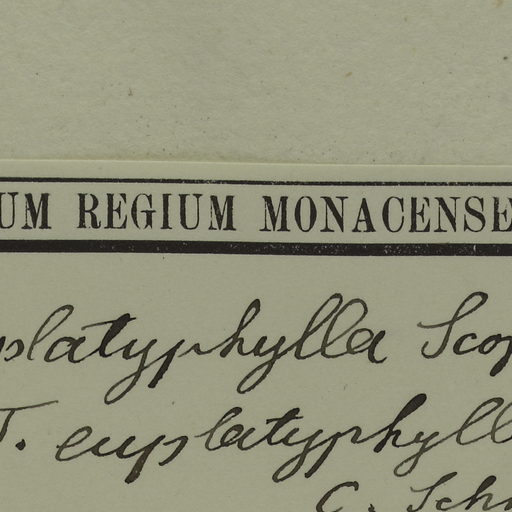 UM REGIUM MONACENSE
platyphylla Scop
T. euplatyphyll
C. Sch